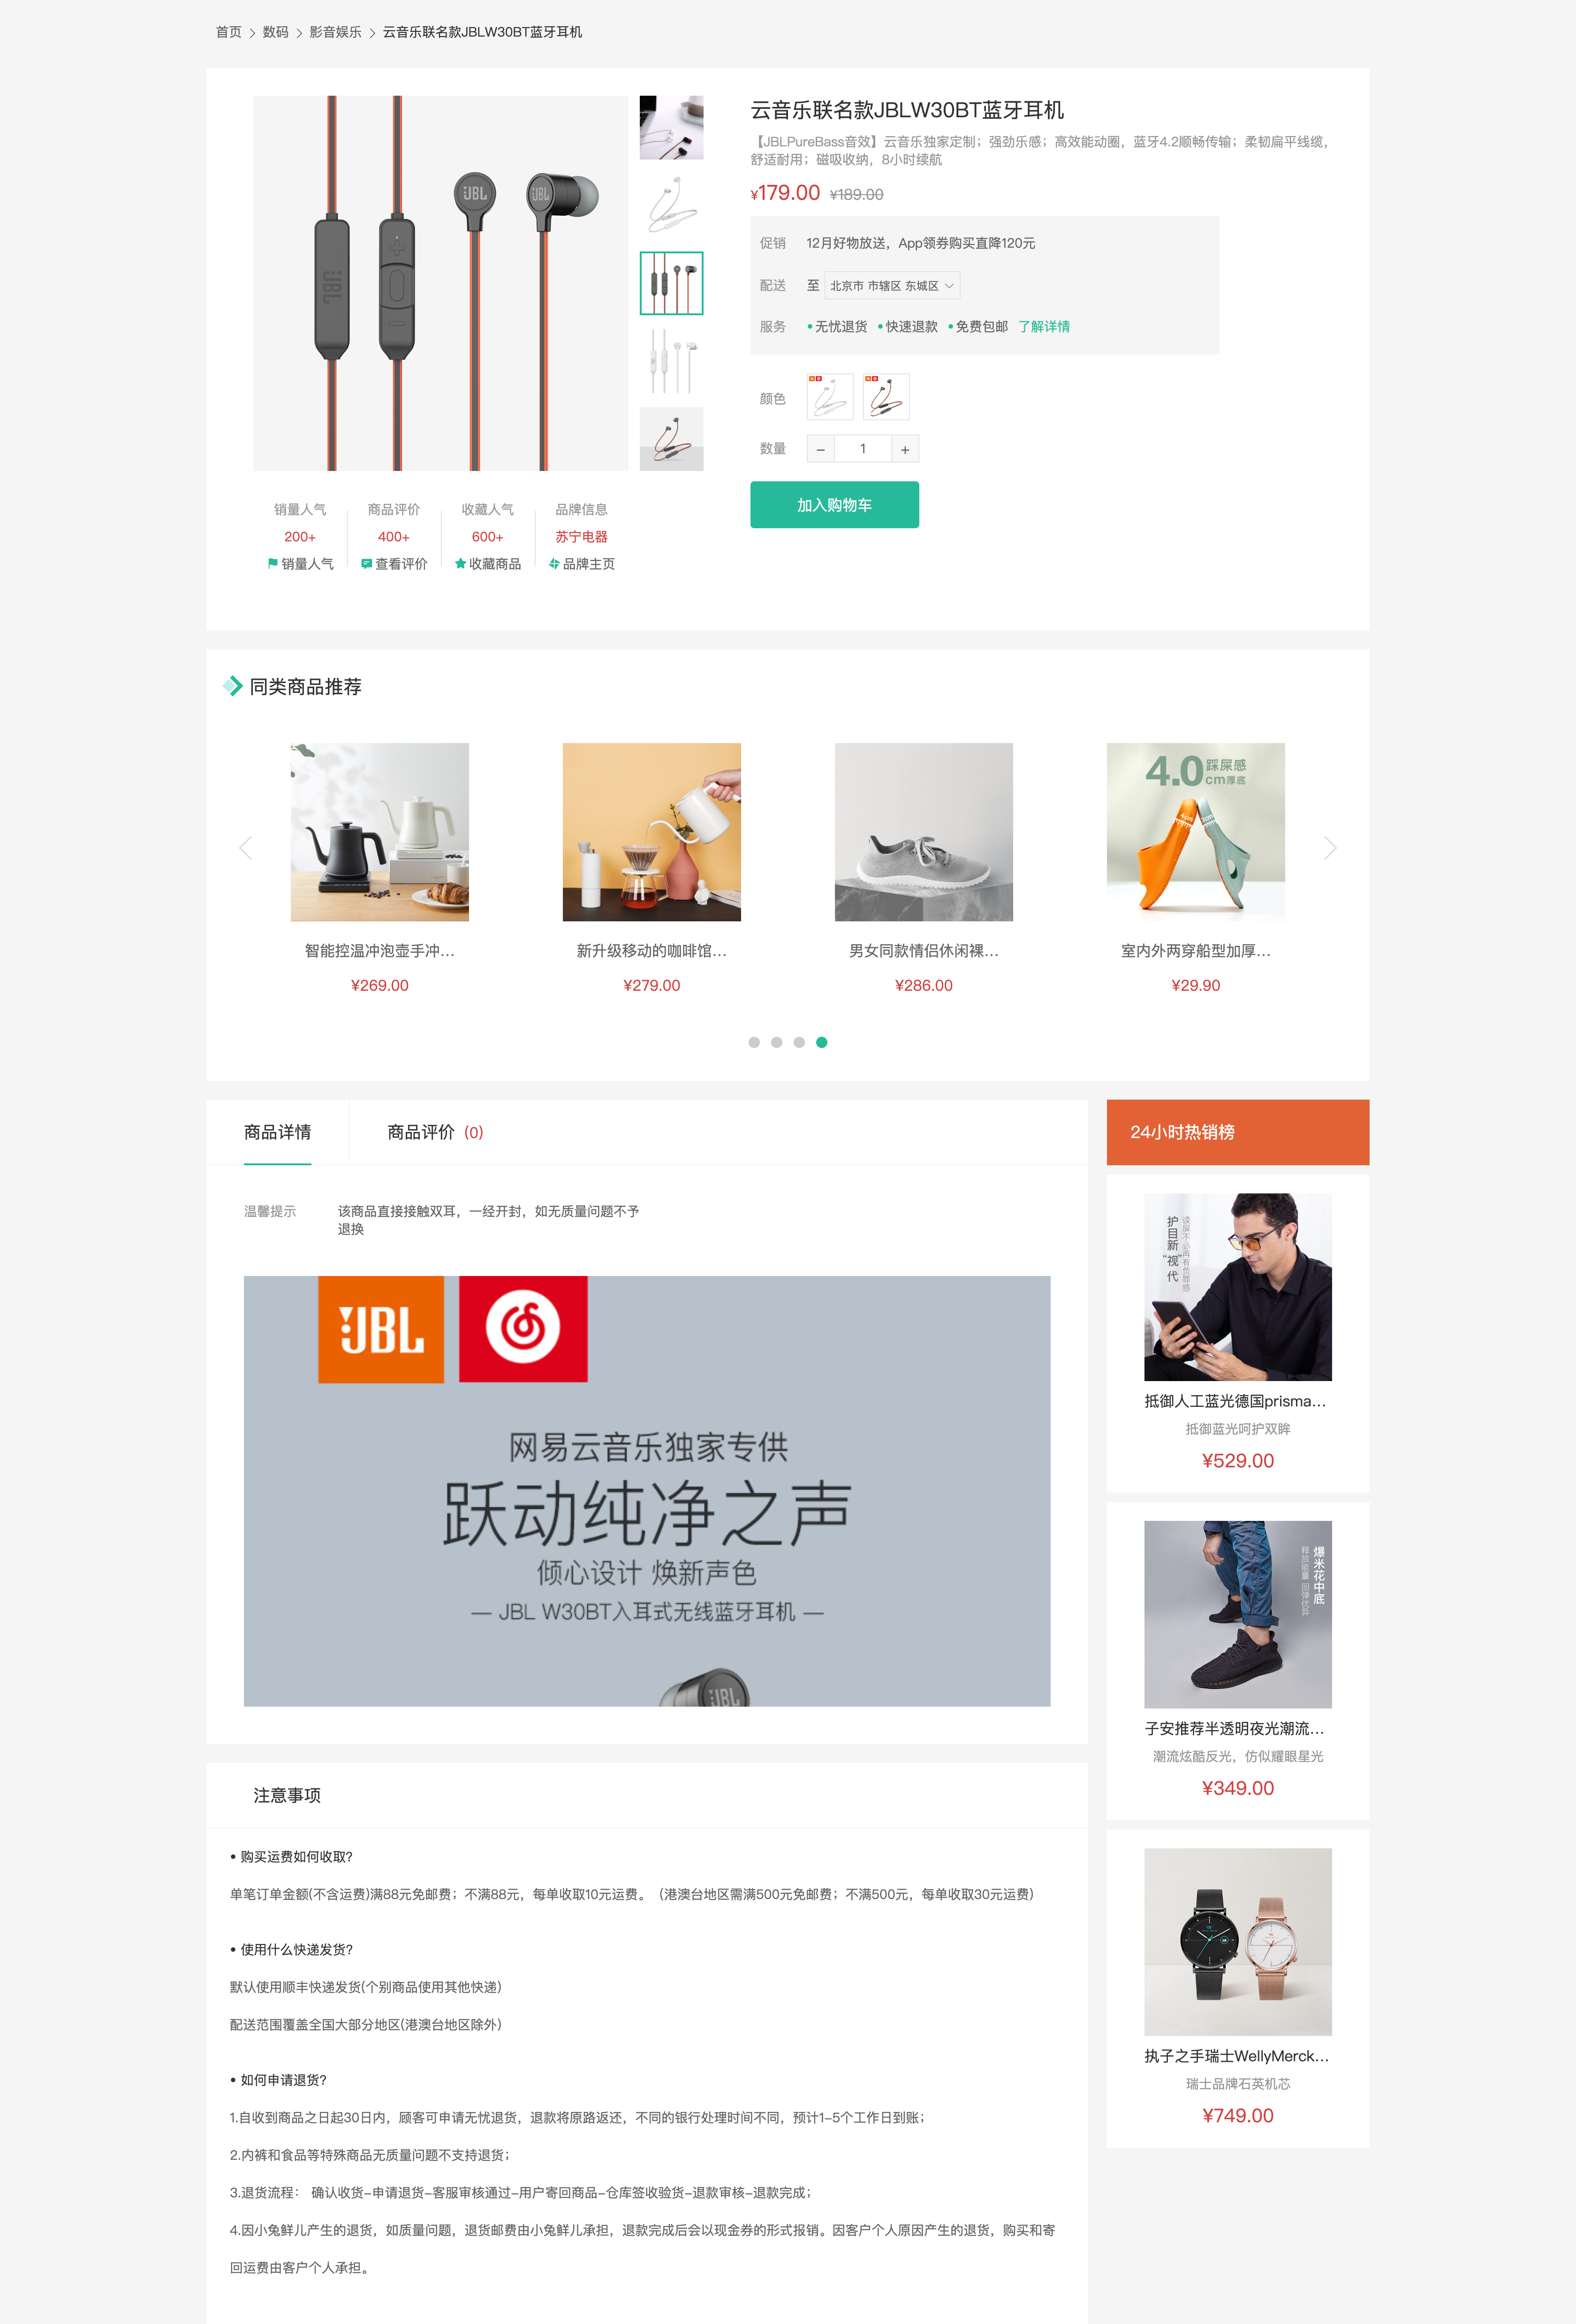 首页 > 数码 > 影音娱乐 > 云音乐联名款JBLW30BT蓝牙耳机
JBL
JBL
JBL
云音乐联名款JBLW30BT蓝牙耳机
【JBLPureBass音效】云音乐独家定制；强劲乐感；高效能动圈，蓝牙4.2顺畅传输；柔韧扁平线缆，
舒适耐用；磁吸收纳，8小时续航
¥179.00 ¥189.00
促销 12月好物放送，App领券购买直降120元
配送 至 北京市 市辖区 东城区
服务 •无忧退货 •快速退款 •免费包邮 了解详情
颜色
数量 − 1 +
加入购物车
销量人气 商品评价 收藏人气 品牌信息
200+ 400+ 600+ 苏宁电器
销量人气 查看评价 收藏商品 品牌主页
同类商品推荐
4.0 踩屎感
cm厚底
智能控温冲泡壶手冲... 新升级移动的咖啡馆... 男女同款情侣休闲裸... 室内外两穿船型加厚...
¥269.00 ¥279.00 ¥286.00 ¥29.90
商品详情 商品评价 (0)
温馨提示 该商品直接接触双耳，一经开封，如无质量问题不予
退换
JBL
网易云音乐独家专供
跃动纯净之声
倾心设计 焕新声色
— JBL W30BT入耳式无线蓝牙耳机 —
JBL
注意事项
• 购买运费如何收取?
单笔订单金额(不含运费)满88元免邮费；不满88元，每单收取10元运费。（港澳台地区需满500元免邮费；不满500元，每单收取30元运费）
• 使用什么快递发货?
默认使用顺丰快递发货(个别商品使用其他快递)
配送范围覆盖全国大部分地区(港澳台地区除外)
• 如何申请退货?
1.自收到商品之日起30日内，顾客可申请无忧退货，退款将原路返还，不同的银行处理时间不同，预计1-5个工作日到账；
2.内裤和食品等特殊商品无质量问题不支持退货；
3.退货流程： 确认收货-申请退货-客服审核通过-用户寄回商品-仓库签收验货-退款审核-退款完成；
4.因小兔鲜儿产生的退货，如质量问题，退货邮费由小兔鲜儿承担，退款完成后会以现金券的形式报销。因客户个人原因产生的退货，购买和寄
回运费由客户个人承担。
24小时热销榜
护目新“视”代
读屏不必再有负罪感
抵御人工蓝光德国prisma...
抵御蓝光呵护双眸
¥529.00
爆米花中底
释放能量 回弹优异
子安推荐半透明夜光潮流...
潮流炫酷反光，仿似耀眼星光
¥349.00
执子之手瑞士WellyMerck...
瑞士品牌石英机芯
¥749.00